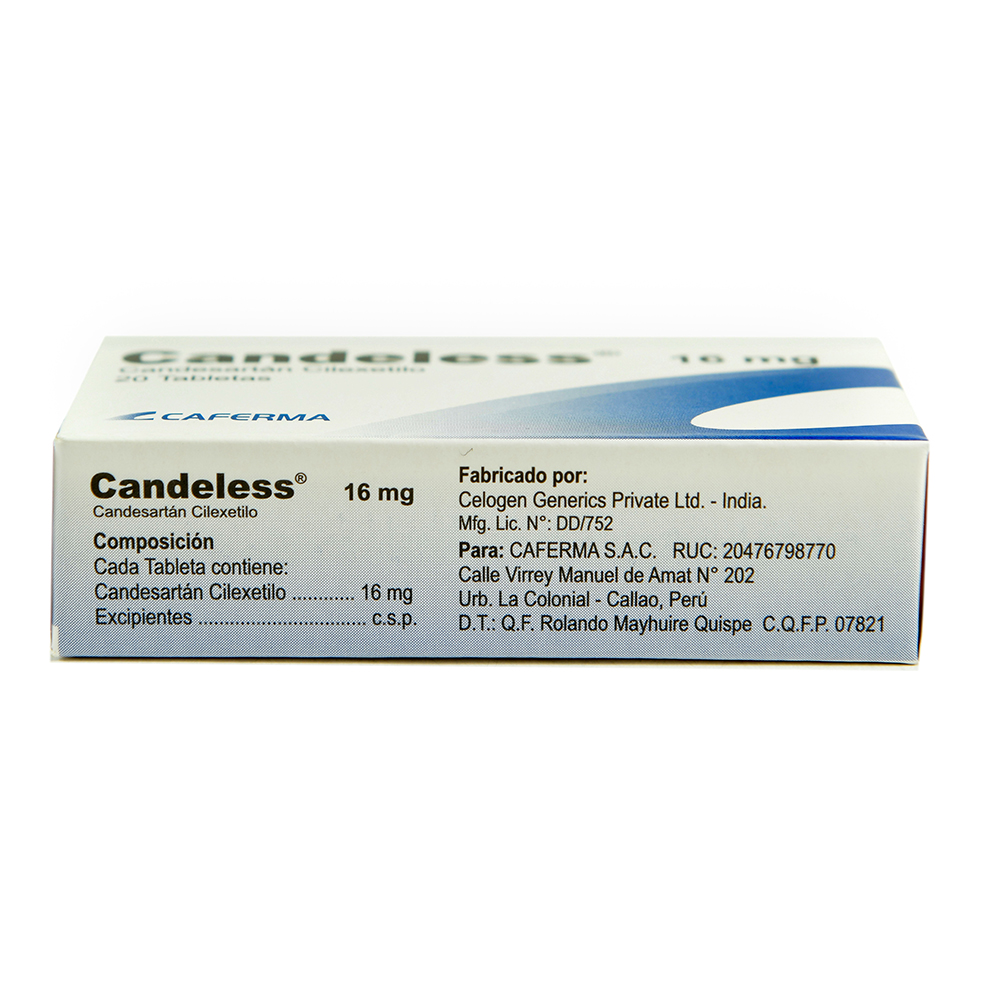 Candeless® 16 mg
Candesartán Cilexetilo
20 Tabletas
CAFERMA
Candeless® 16 mg
Candesartán Cilexetilo
Composición
Cada Tableta contiene:
Candesartán Cilexetilo ............ 16 mg
Excipientes ................................ c.s.p.
Fabricado por:
Celogen Generics Private Ltd. - India.
Mfg. Lic. N°: DD/752
Para: CAFERMA S.A.C. RUC: 20476798770
Calle Virrey Manuel de Amat N° 202
Urb. La Colonial - Callao, Perú
D.T.: Q.F. Rolando Mayhuire Quispe C.Q.F.P. 07821